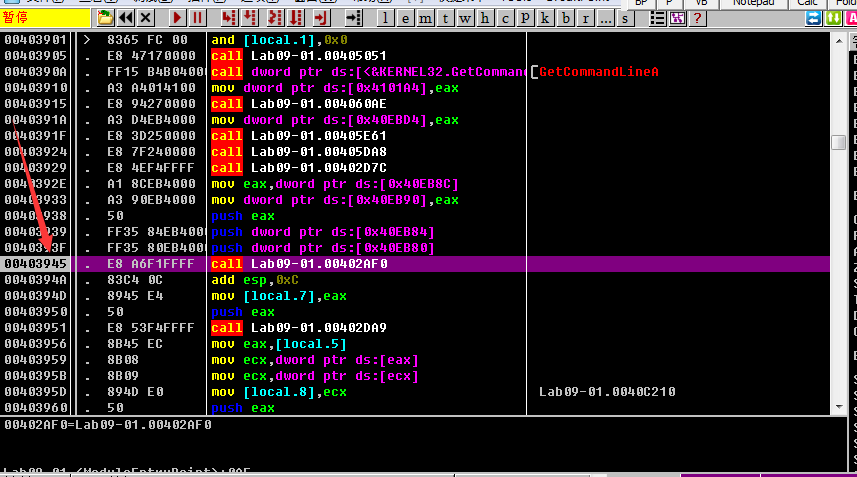 BP P VB Notepad Calc Fold
暂停 l e m t w h c p k b r ... s ?
00403901 > 8365 FC 00 and [local.1],0x0
00403905 . E8 47170000 call Lab09-01.00405051
0040390A . FF15 B4B0400 call dword ptr ds:[<&KERNEL32.GetComman GetCommandLineA
00403910 . A3 A4014100 mov dword ptr ds:[0x4101A4],eax
00403915 . E8 94270000 call Lab09-01.004060AE
0040391A . A3 D4EB4000 mov dword ptr ds:[0x40EBD4],eax
0040391F . E8 3D250000 call Lab09-01.00405E61
00403924 . E8 7F240000 call Lab09-01.00405DA8
00403929 . E8 4EF4FFFF call Lab09-01.00402D7C
0040392E . A1 8CEB4000 mov eax,dword ptr ds:[0x40EB8C]
00403933 . A3 90EB4000 mov dword ptr ds:[0x40EB90],eax
00403938 . 50 push eax
00403939 . FF35 84EB400 push dword ptr ds:[0x40EB84]
0040393F . FF35 80EB400 push dword ptr ds:[0x40EB80]
00403945 . E8 A6F1FFFF call Lab09-01.00402AF0
0040394A . 83C4 0C add esp,0xC
0040394D . 8945 E4 mov [local.7],eax
00403950 . 50 push eax
00403951 . E8 53F4FFFF call Lab09-01.00402DA9
00403956 . 8B45 EC mov eax,[local.5]
00403959 . 8B08 mov ecx,dword ptr ds:[eax]
0040395B . 8B09 mov ecx,dword ptr ds:[ecx]
0040395D . 894D E0 mov [local.8],ecx Lab09-01.0040C210
00403960 . 50 push eax
00402AF0=Lab09-01.00402AF0